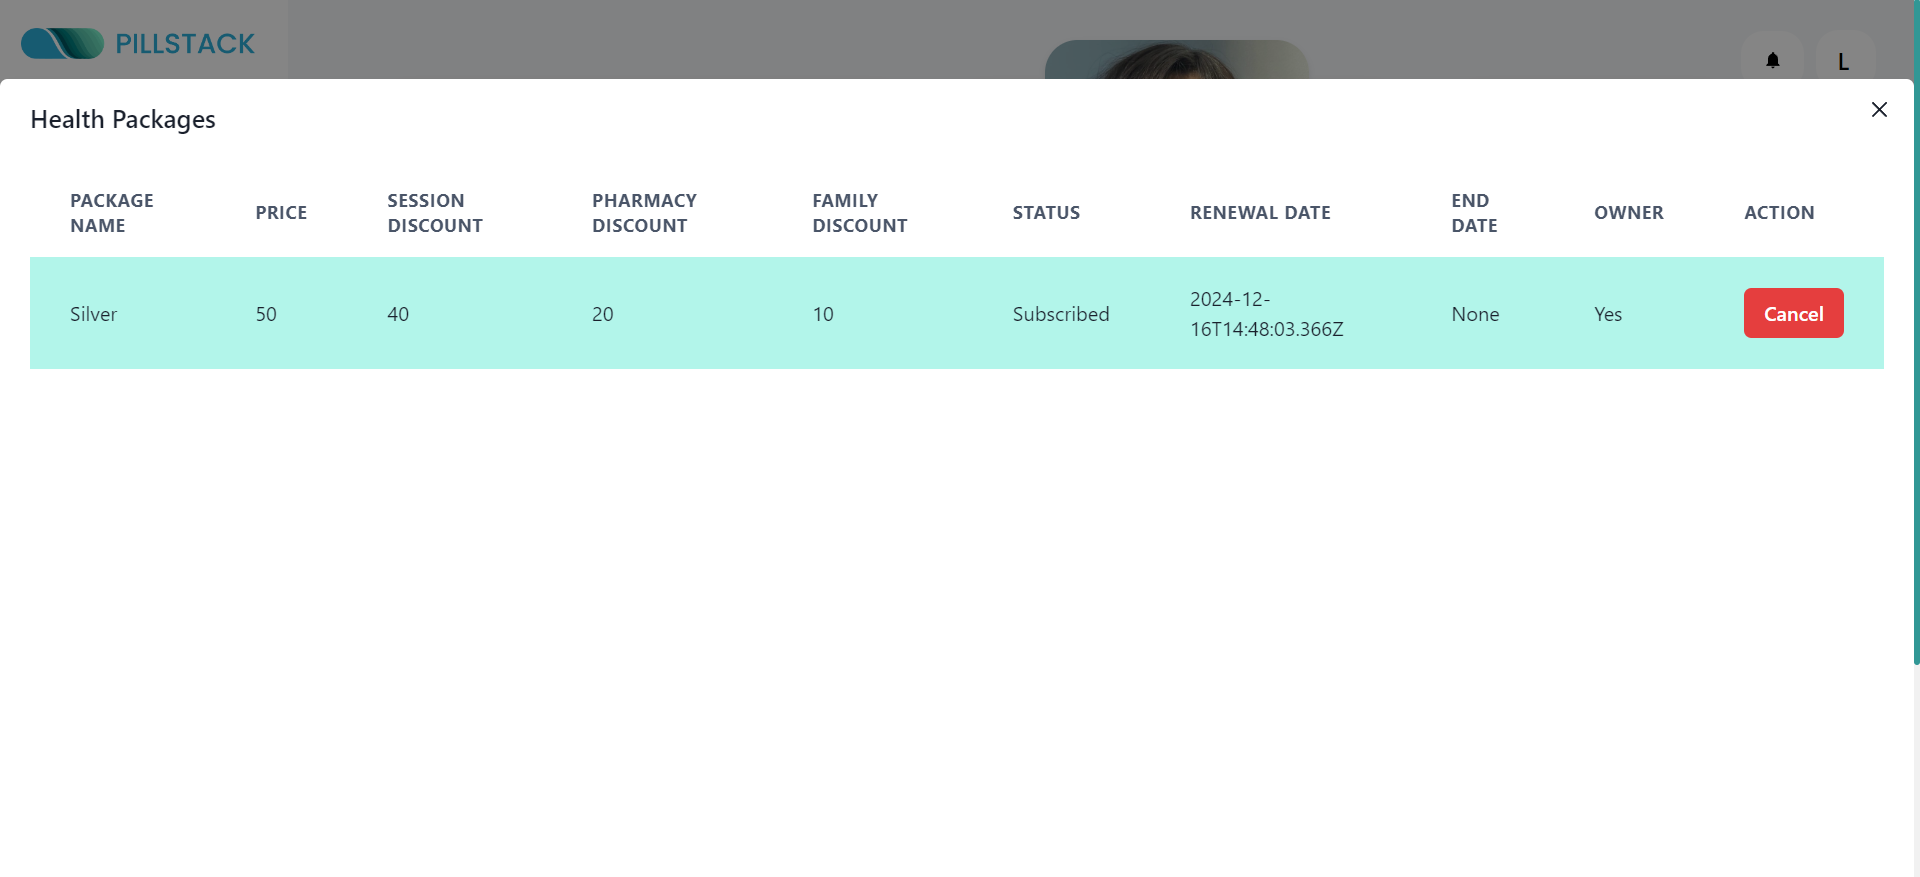 PILLSTACK
L
Health Packages
PACKAGE NAME
PRICE
SESSION DISCOUNT
PHARMACY DISCOUNT
FAMILY DISCOUNT
STATUS
RENEWAL DATE
END DATE
OWNER
ACTION
Silver
50
40
20
10
Subscribed
2024-12-
16T14:48:03.366Z
None
Yes
Cancel